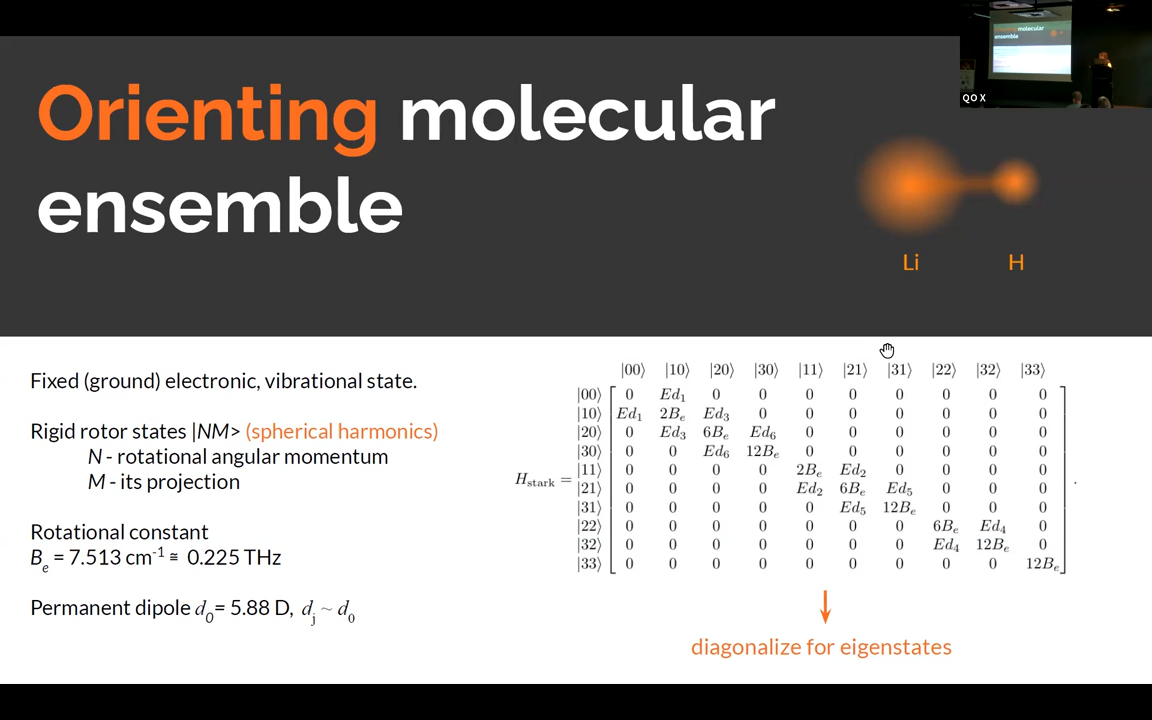 Orienting molecular
ensemble
Orienting molecular
ensemble
QO X
Li H
Fixed (ground) electronic, vibrational state.
Rigid rotor states |NM> (spherical harmonics)
N - rotational angular momentum
M - its projection
Rotational constant
Bₑ = 7.513 cm⁻¹ ≅ 0.225 THz
Permanent dipole d₀= 5.88 D, dⱼ ~ d₀
|00⟩ |10⟩ |20⟩ |30⟩ |11⟩ |21⟩ |31⟩ |22⟩ |32⟩ |33⟩
|00⟩ 0 Ed₁ 0 0 0 0 0 0 0 0
|10⟩ Ed₁ 2Bₑ Ed₃ 0 0 0 0 0 0 0
|20⟩ 0 Ed₃ 6Bₑ Ed₆ 0 0 0 0 0 0
|30⟩ 0 0 Ed₆ 12Bₑ 0 0 0 0 0 0
H_stark = |11⟩ 0 0 0 0 2Bₑ Ed₂ 0 0 0 0 .
|21⟩ 0 0 0 0 Ed₂ 6Bₑ Ed₅ 0 0 0
|31⟩ 0 0 0 0 0 Ed₅ 12Bₑ 0 0 0
|22⟩ 0 0 0 0 0 0 0 6Bₑ Ed₄ 0
|32⟩ 0 0 0 0 0 0 0 Ed₄ 12Bₑ 0
|33⟩ 0 0 0 0 0 0 0 0 0 12Bₑ
diagonalize for eigenstates